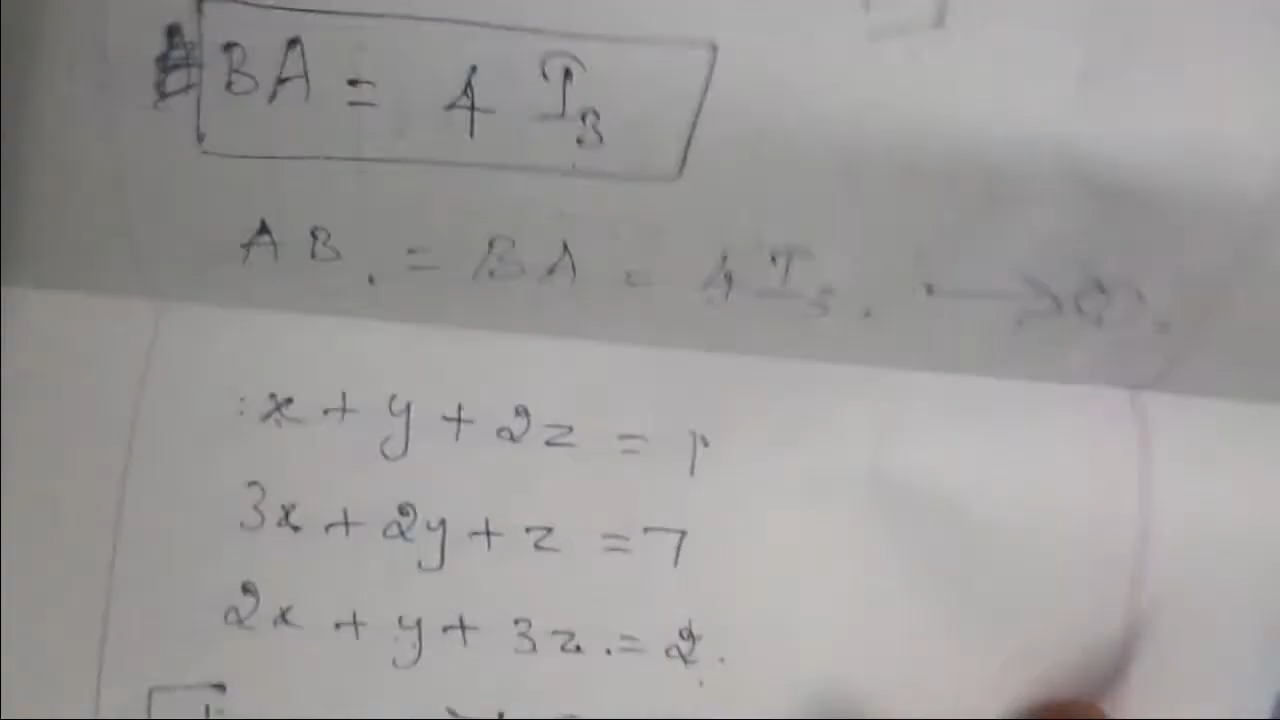 BA = 4 I₃
AB. = BA = 4 I₃. →
x + y + 2z = 1
3x + 2y + z = 7
2x + y + 3z. = 2.